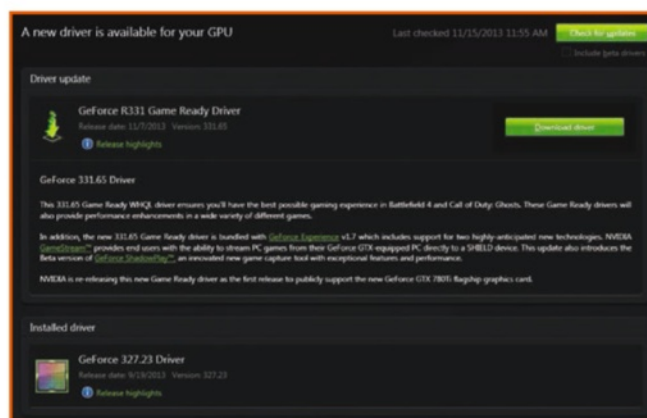 A new driver is available for your GPU
Last checked 11/15/2013 11:55 AM
Check for updates
Include beta drivers
Driver update
GeForce R331 Game Ready Driver
Release date: 11/7/2013 Version: 331.65
Release highlights
Download driver
GeForce 331.65 Driver
This 331.65 Game Ready WHQL driver ensures you'll have the best possible gaming experience in Battlefield 4 and Call of Duty: Ghosts. These Game Ready drivers will
also provide performance enhancements in a wide variety of different games.
In addition, the new 331.65 Game Ready driver is bundled with GeForce Experience v1.7 which includes support for two highly-anticipated new technologies. NVIDIA
GameStream™ provides end users with the ability to stream PC games from their GeForce GTX-equipped PC directly to a SHIELD device. This update also introduces the
Beta version of GeForce ShadowPlay™, an innovated new game capture tool with exceptional features and performance.
NVIDIA is re-releasing this new Game Ready driver as the first release to publicly support the new GeForce GTX 780Ti flagship graphics card.
Installed driver
GeForce 327.23 Driver
Release date: 9/19/2013 Version: 327.23
Release highlights